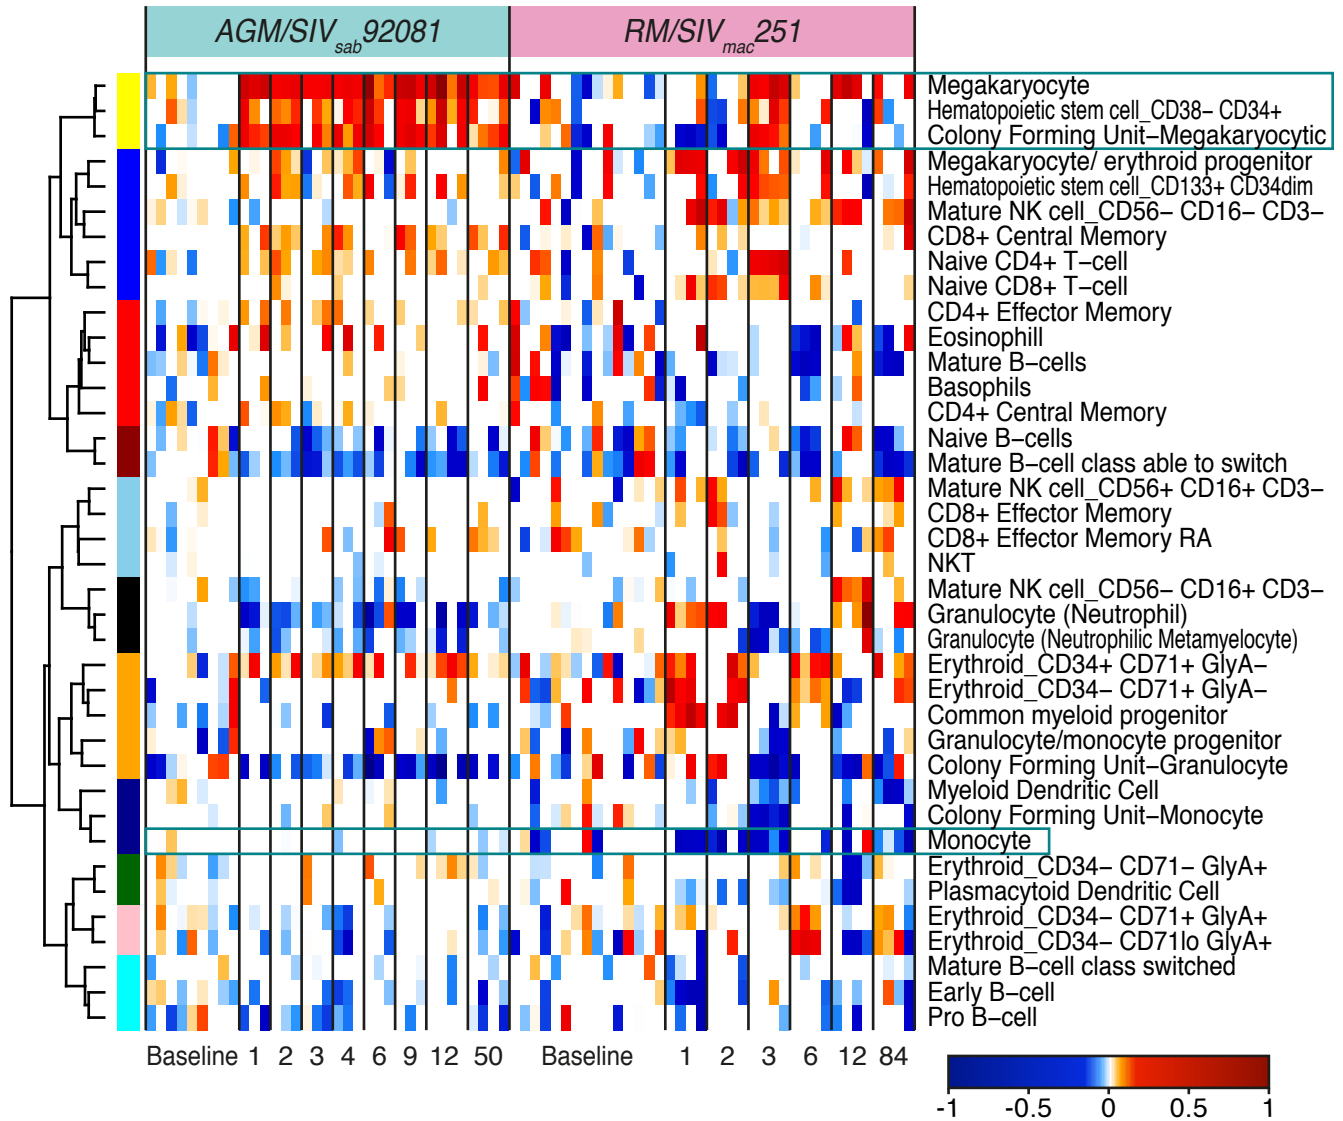 AGM/SIVsab92081 RM/SIVmac251
Megakaryocyte
Hematopoietic stem cell_CD38− CD34+
Colony Forming Unit−Megakaryocytic
Megakaryocyte/ erythroid progenitor
Hematopoietic stem cell_CD133+ CD34dim
Mature NK cell_CD56− CD16− CD3−
CD8+ Central Memory
Naive CD4+ T−cell
Naive CD8+ T−cell
CD4+ Effector Memory
Eosinophill
Mature B−cells
Basophils
CD4+ Central Memory
Naive B−cells
Mature B−cell class able to switch
Mature NK cell_CD56+ CD16+ CD3−
CD8+ Effector Memory
CD8+ Effector Memory RA
NKT
Mature NK cell_CD56− CD16+ CD3−
Granulocyte (Neutrophil)
Granulocyte (Neutrophilic Metamyelocyte)
Erythroid_CD34+ CD71+ GlyA−
Erythroid_CD34− CD71+ GlyA−
Common myeloid progenitor
Granulocyte/monocyte progenitor
Colony Forming Unit−Granulocyte
Myeloid Dendritic Cell
Colony Forming Unit−Monocyte
Monocyte
Erythroid_CD34− CD71− GlyA+
Plasmacytoid Dendritic Cell
Erythroid_CD34− CD71+ GlyA+
Erythroid_CD34− CD71lo GlyA+
Mature B−cell class switched
Early B−cell
Pro B−cell
Baseline 1 2 3 4 6 9 12 50 Baseline 1 2 3 6 12 84
-1 -0.5 0 0.5 1